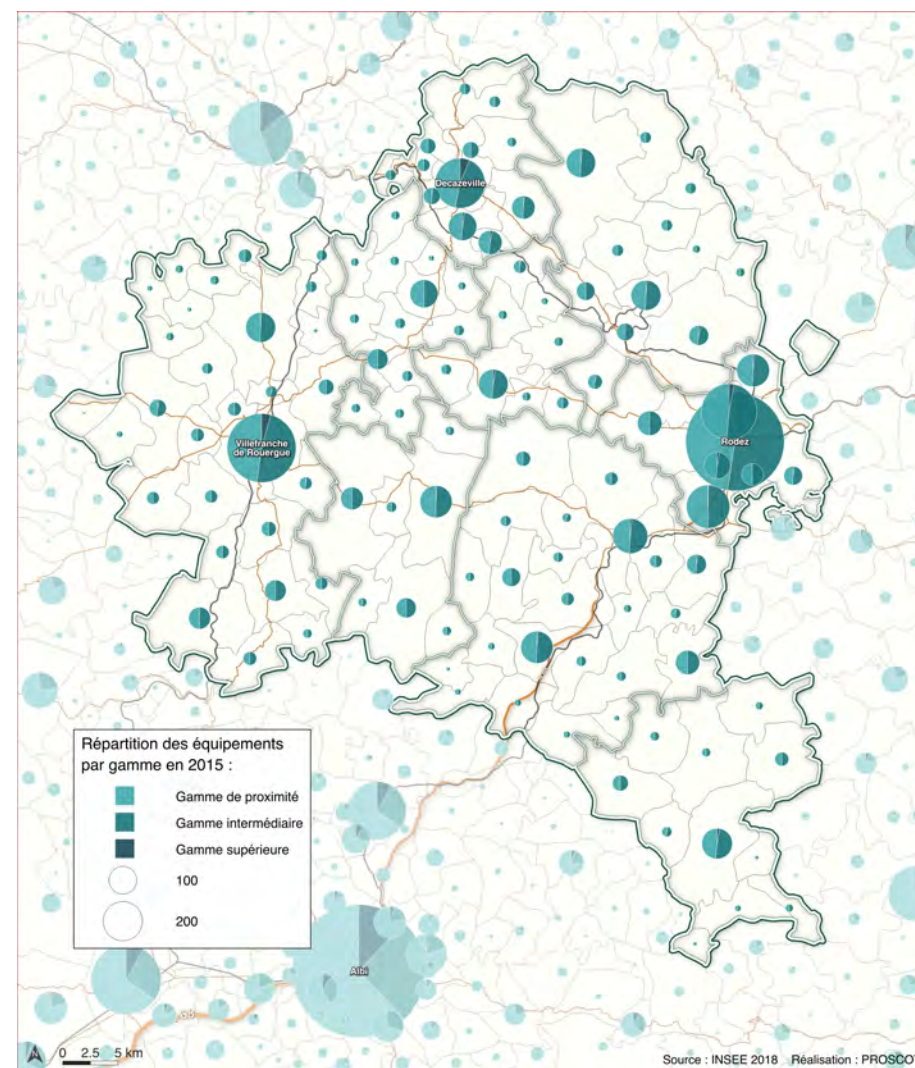 Decazeville
Rodez
Villefranche
de Rouergue
Répartition des équipements
par gamme en 2015 :
Gamme de proximité
Gamme intermédiaire
Gamme supérieure
100
200
Albi
N
0 2.5 5 km
Source : INSEE 2018 Réalisation : PROSCOT